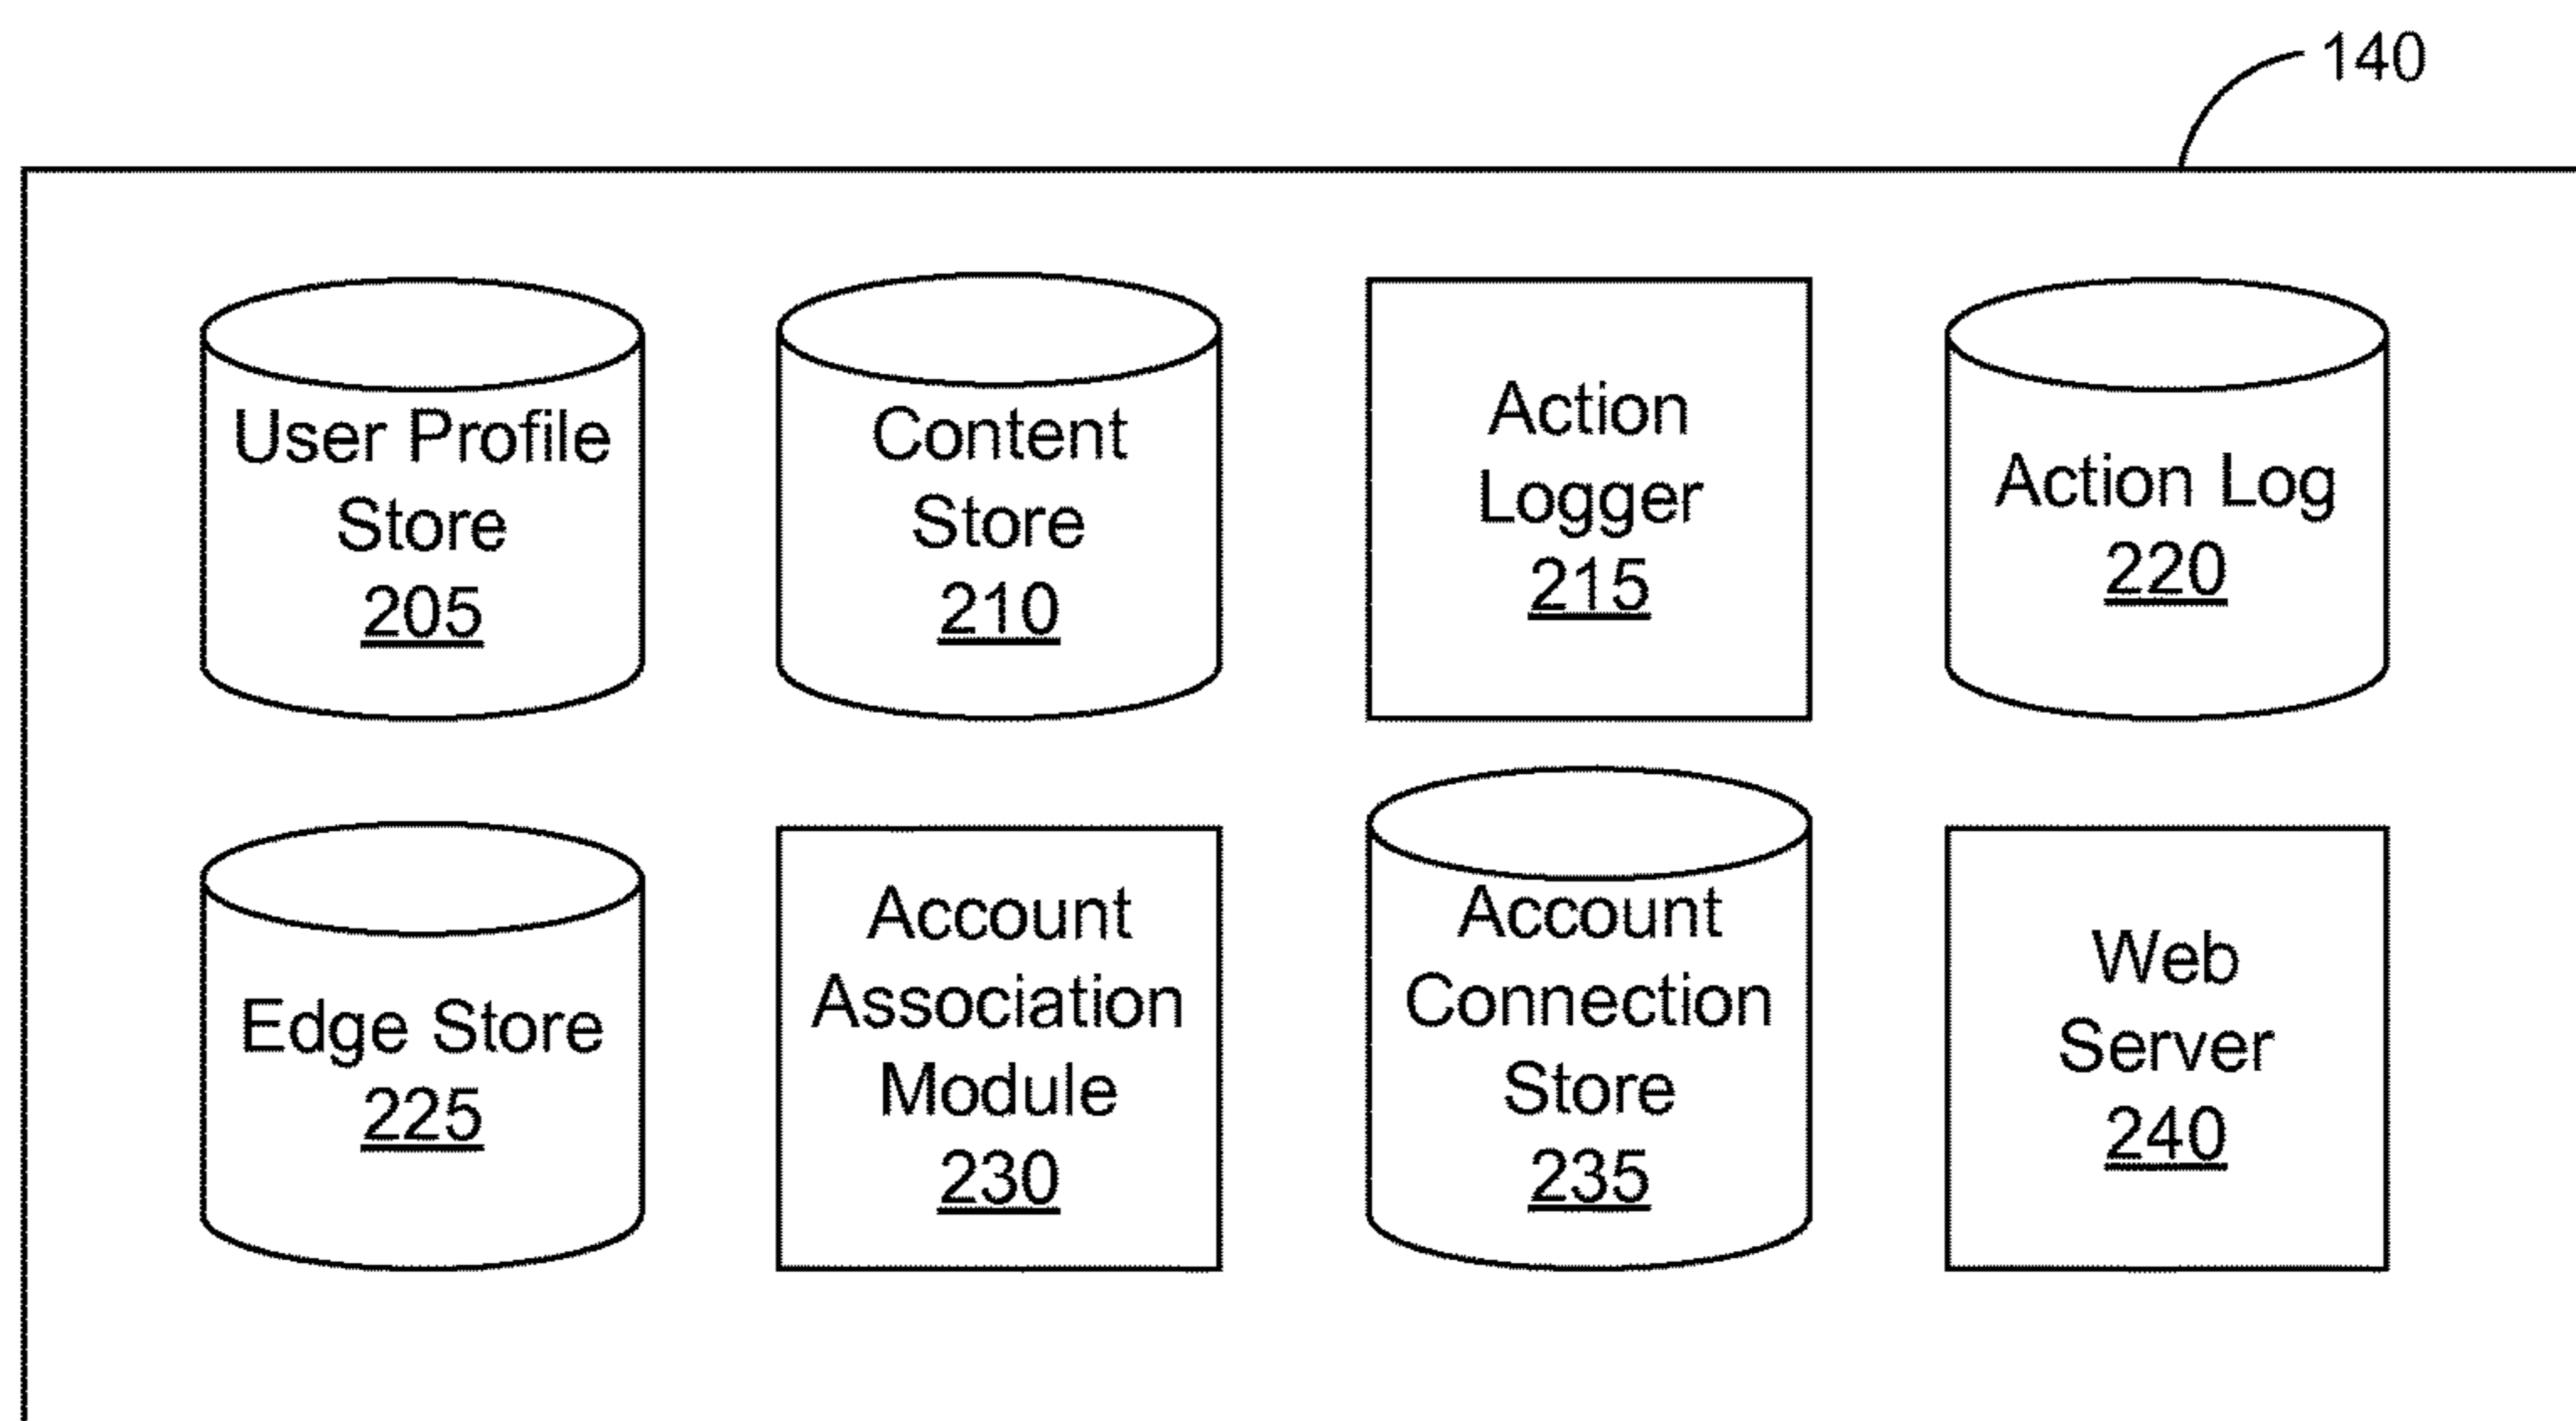 140
User Profile
Store
205
Content
Store
210
Action
Logger
215
Action Log
220
Edge Store
225
Account
Association
Module
230
Account
Connection
Store
235
Web
Server
240